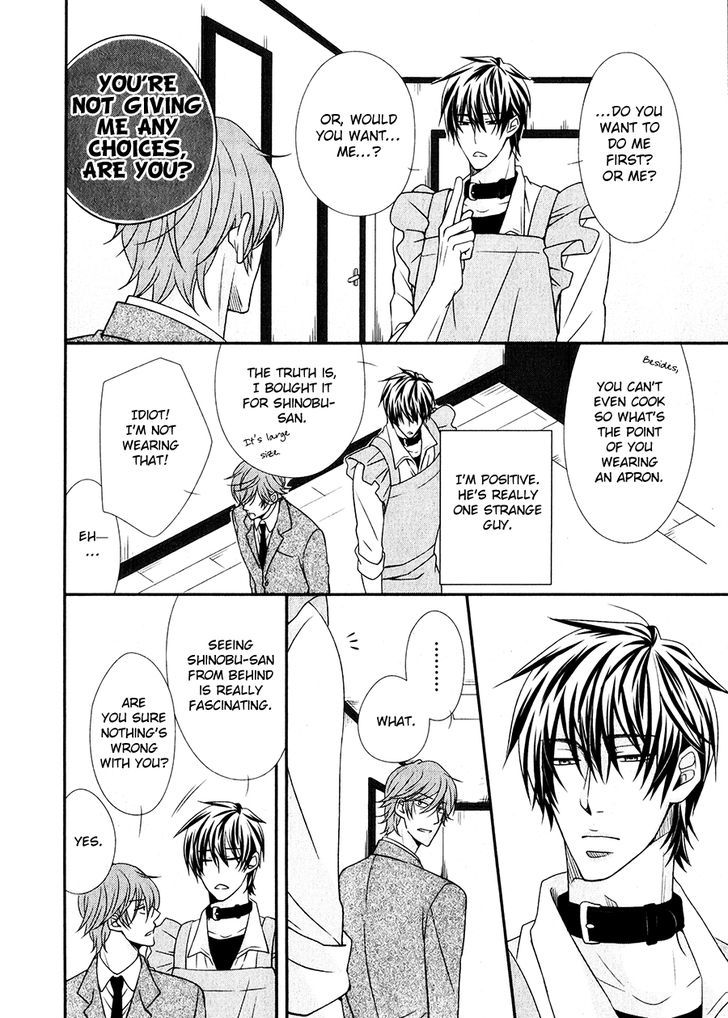 ...DO YOU
WANT TO
DO ME
FIRST?
OR ME?
OR, WOULD
YOU WANT...
ME...?
YOU'RE
NOT GIVING
ME ANY
CHOICES,
ARE YOU?
Besides,
YOU CAN'T
EVEN COOK
SO WHAT'S
THE POINT
OF YOU
WEARING
AN APRON.
I'M POSITIVE.
HE'S REALLY
ONE STRANGE
GUY.
THE TRUTH IS,
I BOUGHT IT
FOR SHINOBU-
SAN.
It's large
size
IDIOT!
I'M NOT
WEARING
THAT!
EH—
...
........
WHAT.
SEEING
SHINOBU-SAN
FROM BEHIND
IS REALLY
FASCINATING.
ARE
YOU SURE
NOTHING'S
WRONG
WITH YOU?
YES.